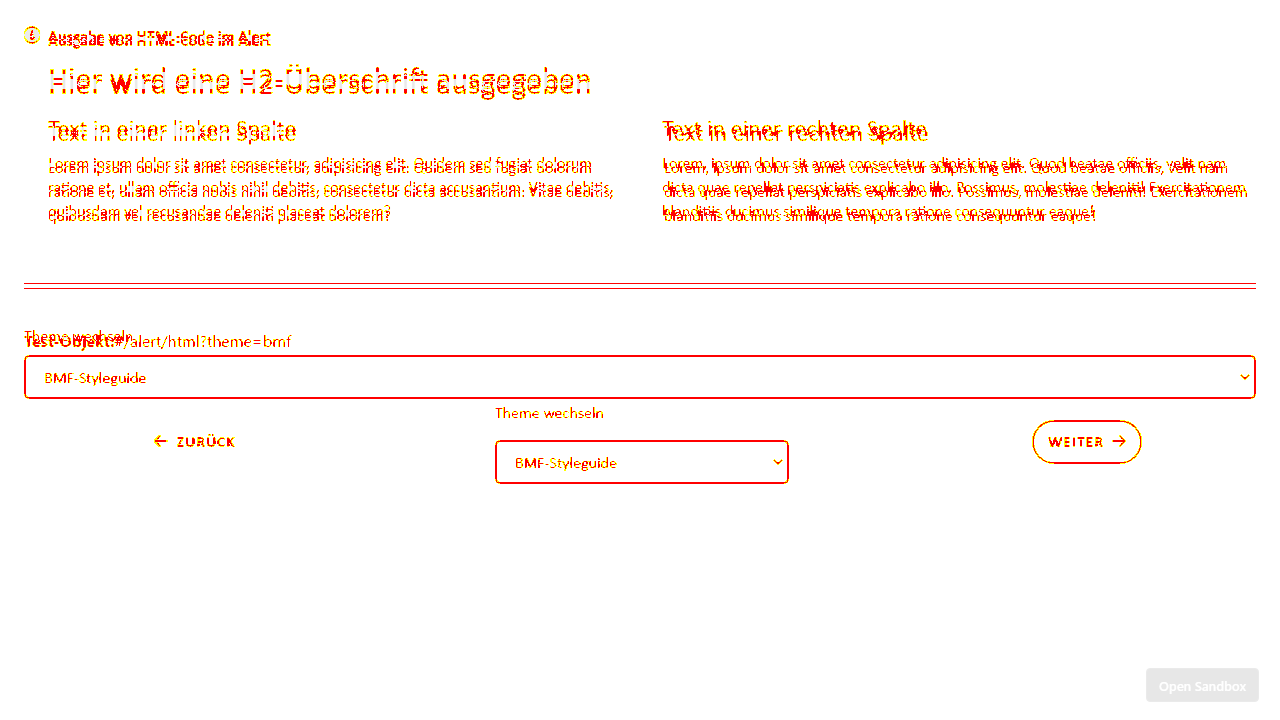 Ausgabe von HTML-Code im Alert
Hier wird eine H2-Überschrift ausgegeben
Text in einer linken Spalte
Lorem ipsum dolor sit amet consectetur, adipisicing elit. Quidem sed fugiat dolorum
ratione et, ullam officia nobis nihil debitis, consectetur dicta accusantium. Vitae debitis,
quibusdam vel recusandae deleniti placeat dolorem?
Text in einer rechten Spalte
Lorem, ipsum dolor sit amet consectetur adipisicing elit. Quod beatae officiis, velit nam
dicta quae repellat perspiciatis explicabo illo. Possimus, molestiae deleniti! Exercitationem
blanditiis ducimus similique tempora ratione consequuntur eaque!
Theme wechseln
Test-Objekt:#/alert/html?theme=bmf
BMF-Styleguide
Theme wechseln
ZURÜCK
BMF-Styleguide
WEITER
Open Sandbox